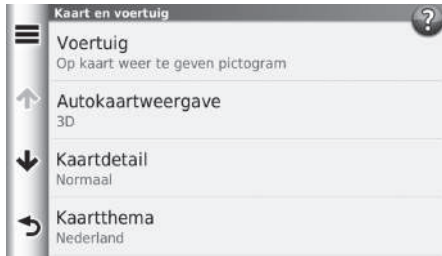 Kaart en voertuig
?
Voertuig
Op kaart weer te geven pictogram
Autokaartweergave
3D
Kaartdetail
Normaal
Kaartthema
Nederland